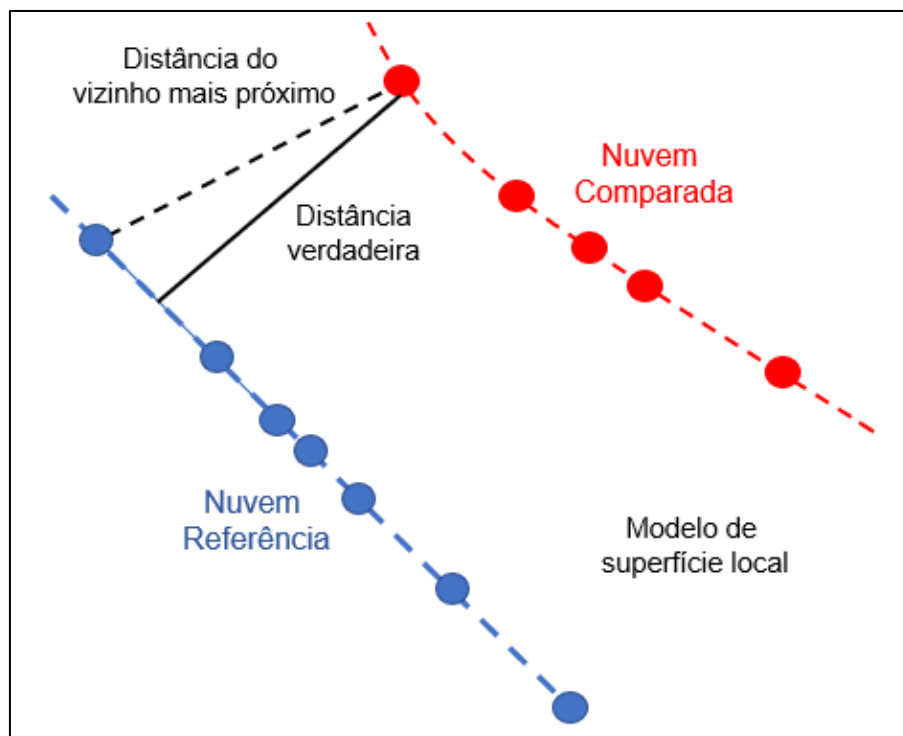 Distância do
vizinho mais próximo
Nuvem
Comparada
Distância
verdadeira
Nuvem
Referência
Modelo de
superfície local